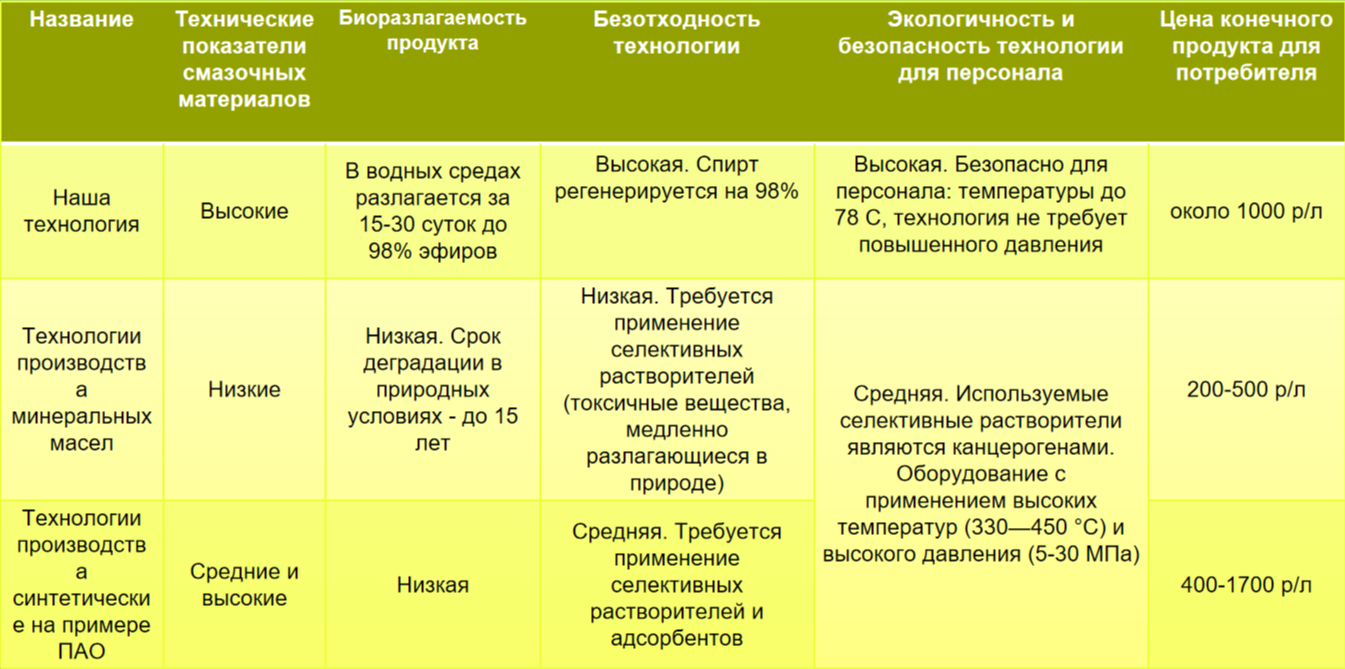 Название
Технические
показатели
смазочных
материалов
Биоразлагаемость
продукта
Безотходность
технологии
Экологичность и
безопасность технологии
для персонала
Цена конечного
продукта для
потребителя
Наша
технология
Высокие
В водных средах
разлагается за
15-30 суток до
98% эфиров
Высокая. Спирт
регенерируется на 98%
Высокая. Безопасно для
персонала: температуры до
78 С, технология не требует
повышенного давления
около 1000 р/л
Технологии
производств
а
минеральных
масел
Низкие
Низкая. Срок
деградации в
природных
условиях - до 15
лет
Низкая. Требуется
применение
селективных
растворителей
(токсичные вещества,
медленно
разлагающиеся в
природе)
Средняя. Используемые
селективные растворители
являются канцерогенами.
Оборудование с
применением высоких
температур (330—450 °С) и
высокого давления (5-30 МПа)
200-500 р/л
Технологии
производств
а
синтетически
е на примере
ПАО
Средние и
высокие
Низкая
Средняя. Требуется
применение
селективных
растворителей и
адсорбентов
400-1700 р/л